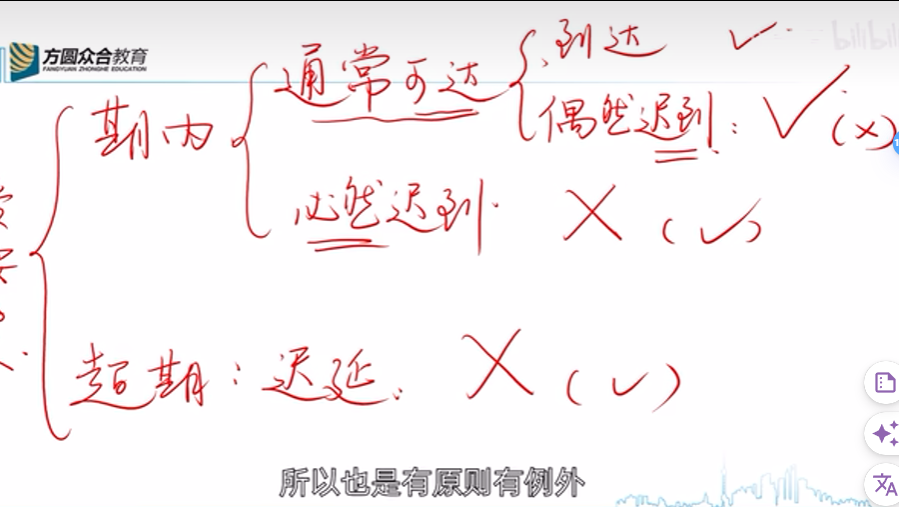 方圆众合教育
FANGYUAN ZHONGHE EDUCATION
bilibili
期内
通常可达
到达 ✓
偶然迟到: ✓ (×)
必然迟到. × (✓)
超期:迟延. × (✓)
所以也是有原则有例外